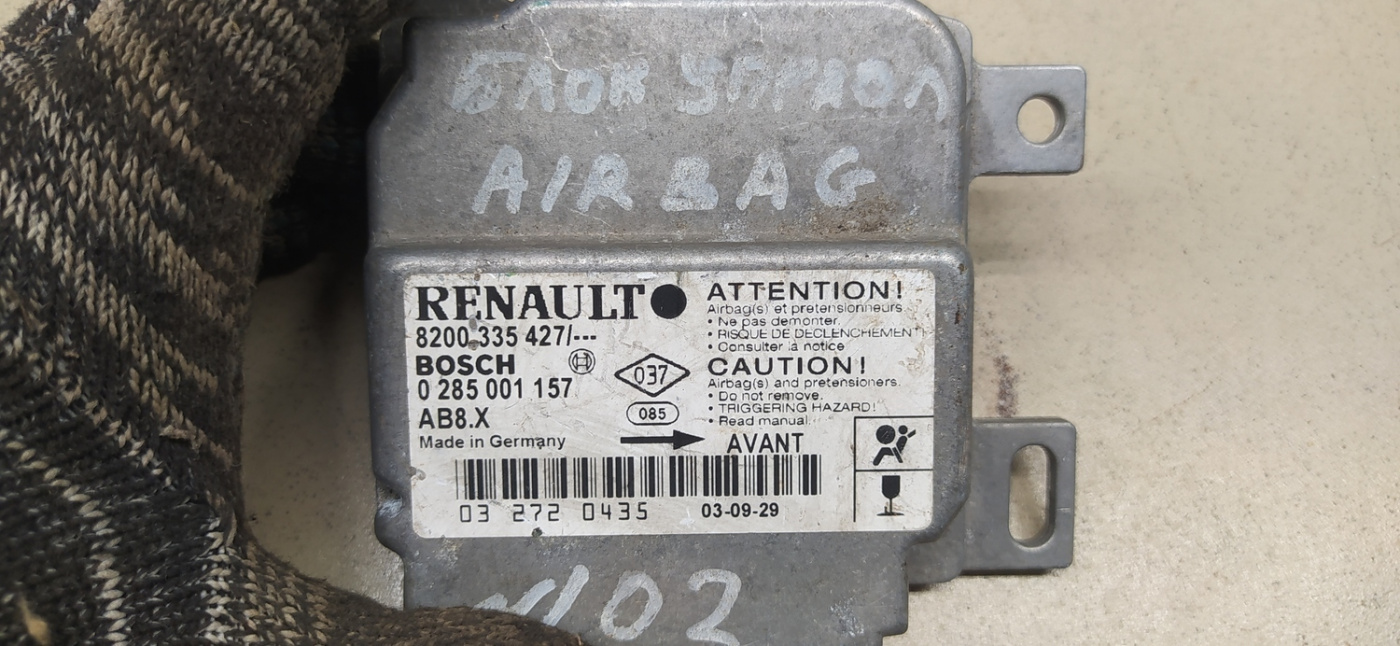 Блок
AIRBAG
RENAULT
8200 335 427/---
BOSCH
0 285 001 157
AB8.X
Made in Germany
037
085
ATTENTION!
Airbag(s) et pretensionneurs
• Ne pas demonter.
• RISQUE DE DECLENCHEMENT
• Consulter la notice
CAUTION!
Airbag(s) and pretensioners.
• Do not remove.
• TRIGGERING HAZARD!
• Read manual.
AVANT
03 272 0435
03-09-29
102